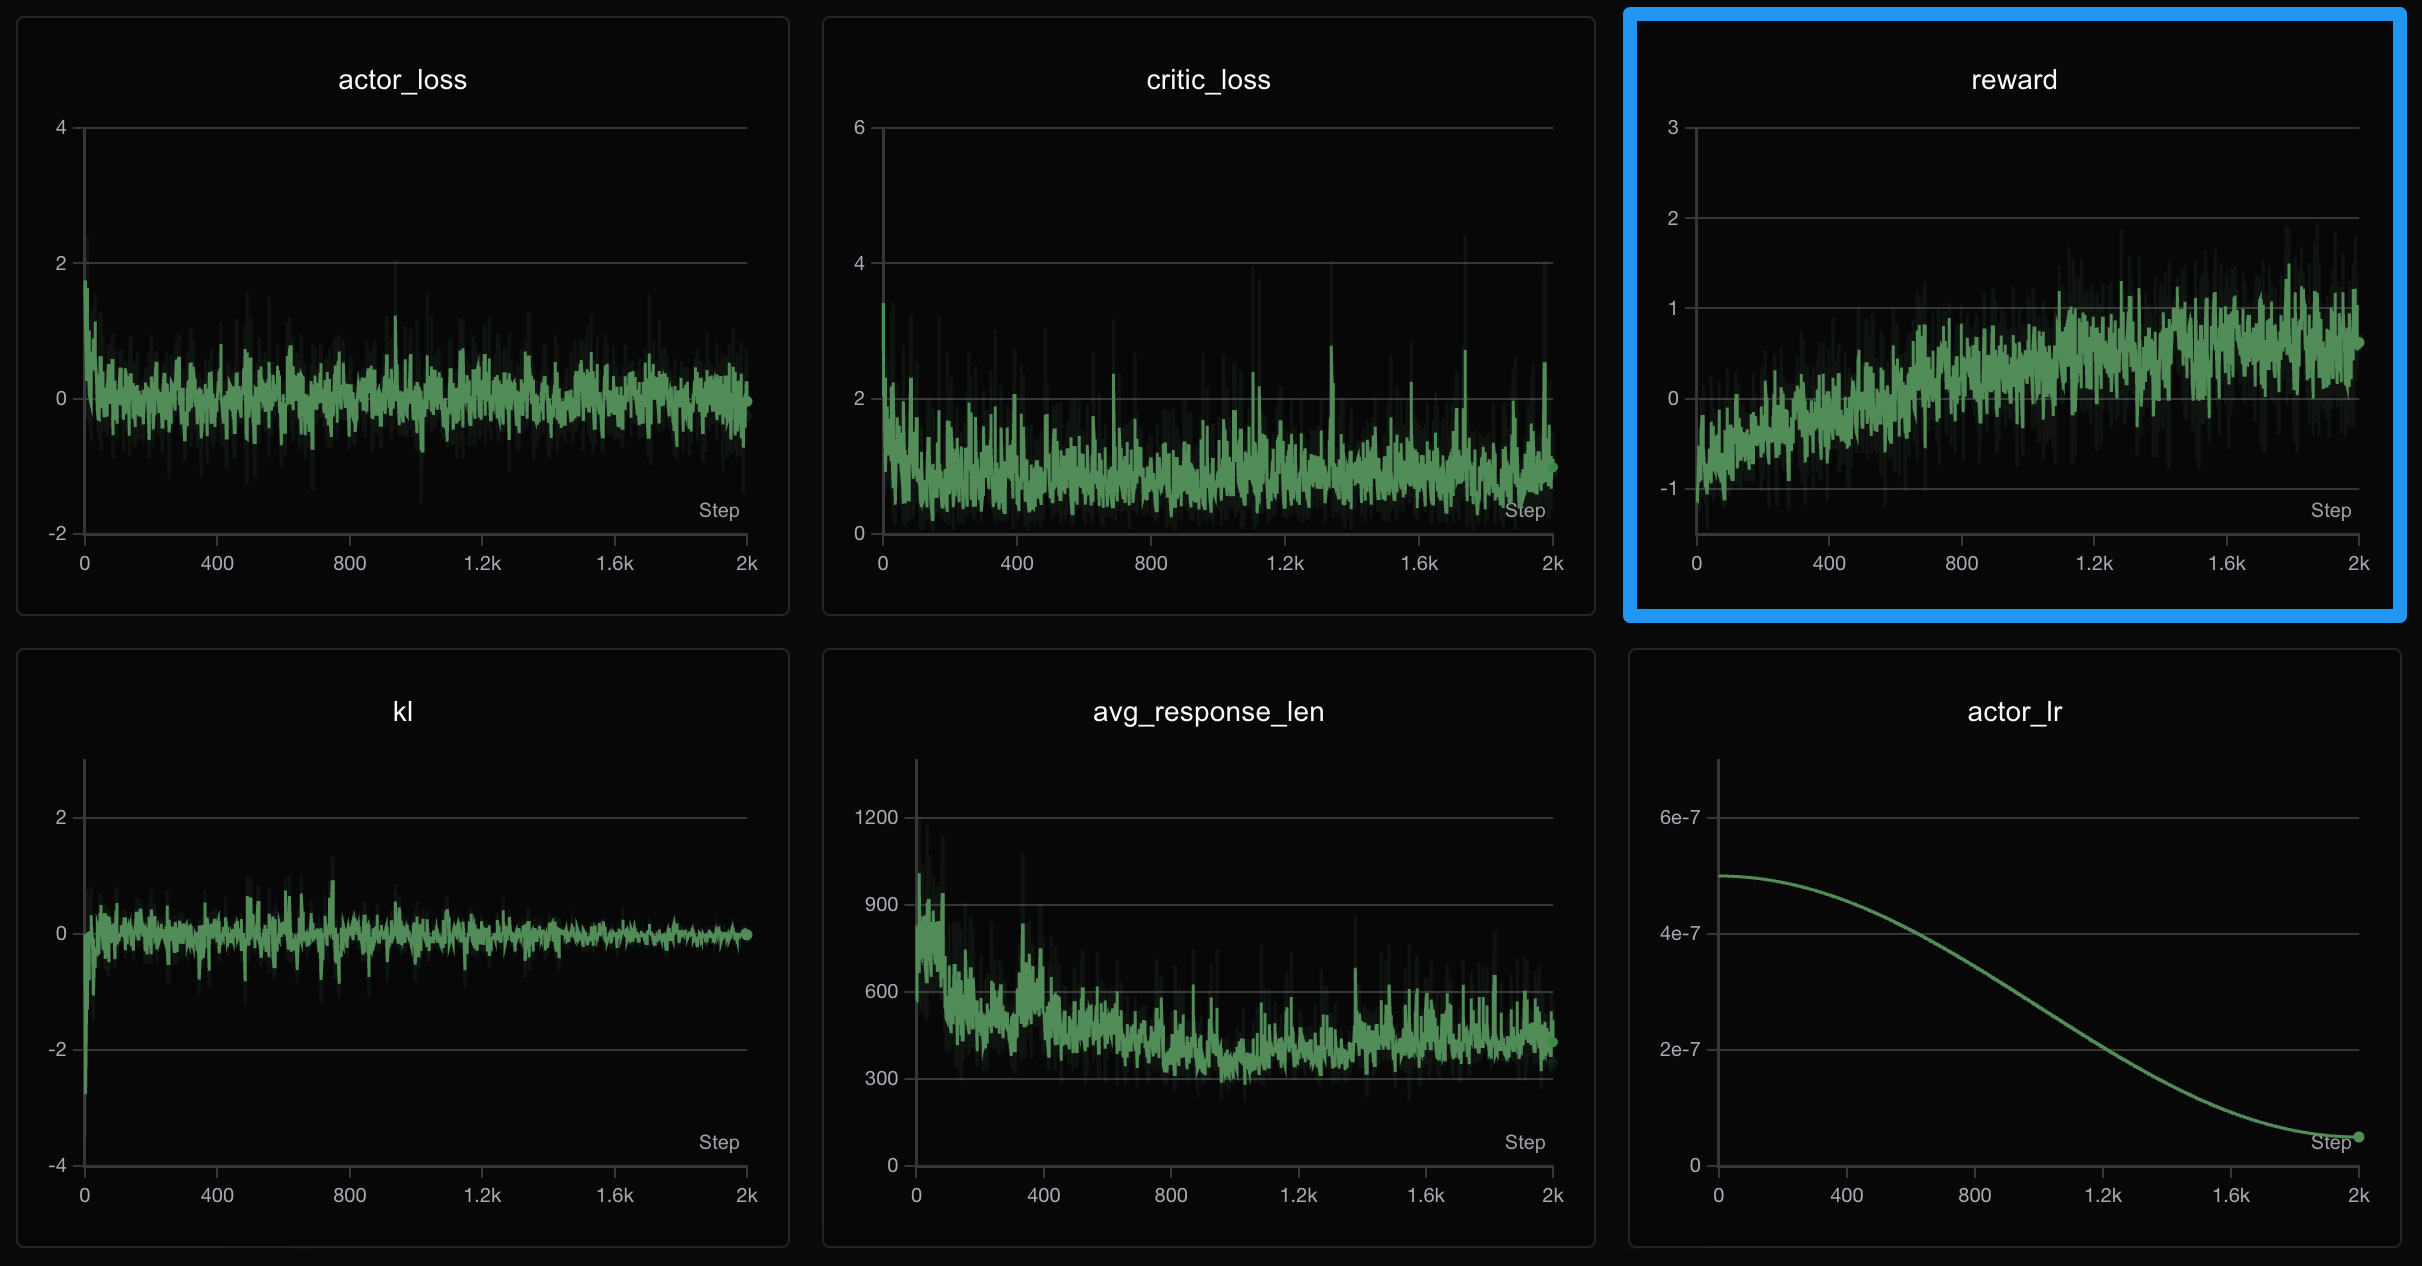 actor_loss
4
2
0
-2
Step
0 400 800 1.2k 1.6k 2k
critic_loss
6
4
2
0
Step
0 400 800 1.2k 1.6k 2k
reward
3
2
1
0
-1
Step
0 400 800 1.2k 1.6k 2k
kl
2
0
-2
-4
Step
0 400 800 1.2k 1.6k 2k
avg_response_len
1200
900
600
300
0
Step
0 400 800 1.2k 1.6k 2k
actor_lr
6e-7
4e-7
2e-7
0
Step
0 400 800 1.2k 1.6k 2k